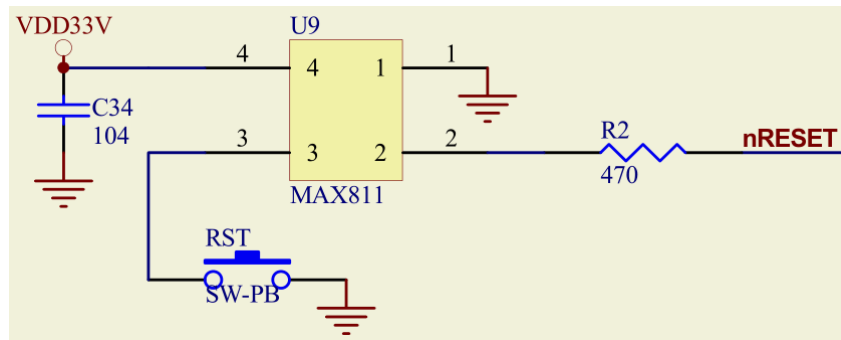 VDD33V
U9
4
4
1
1
C34
104
3
3
2
2
R2
470
nRESET
MAX811
RST
SW-PB